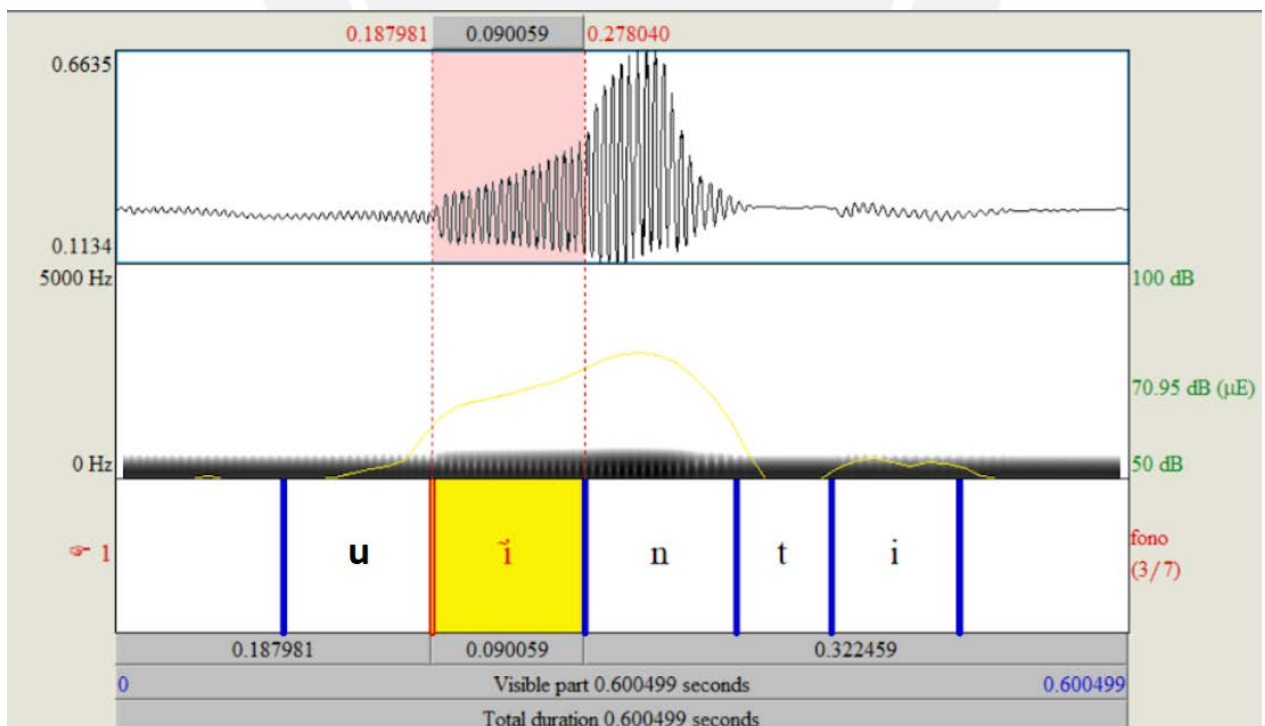 0.187981 0.090059 0.278040
0.6635
0.1134
5000 Hz 100 dB
70.95 dB (µE)
0 Hz 50 dB
☞ 1 u ĩ n t i fono
(3/7)
0.187981 0.090059 0.322459
0 Visible part 0.600499 seconds 0.600499
Total duration 0.600499 seconds